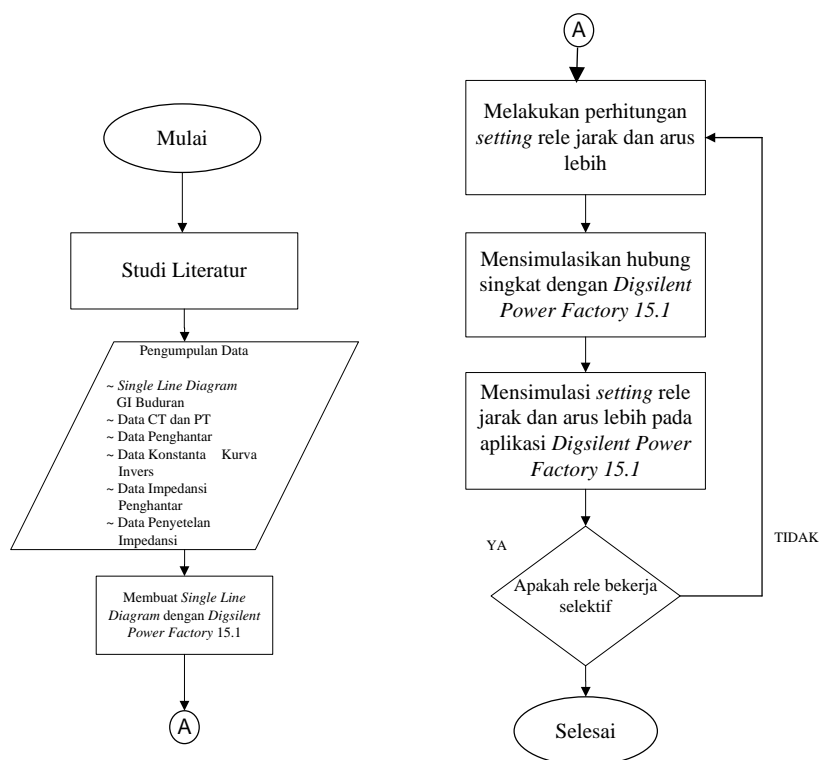 Mulai
Studi Literatur
Pengumpulan Data
~ Single Line Diagram
GI Buduran
~ Data CT dan PT
~ Data Penghantar
~ Data Konstanta Kurva
Invers
~ Data Impedansi
Penghantar
~ Data Penyetelan
Impedansi
Membuat Single Line
Diagram dengan Digsilent
Power Factory 15.1
A
A
Melakukan perhitungan
setting rele jarak dan arus
lebih
Mensimulasikan hubung
singkat dengan Digsilent
Power Factory 15.1
Mensimulasi setting rele
jarak dan arus lebih pada
aplikasi Digsilent Power
Factory 15.1
YA
TIDAK
Apakah rele bekerja
selektif
Selesai